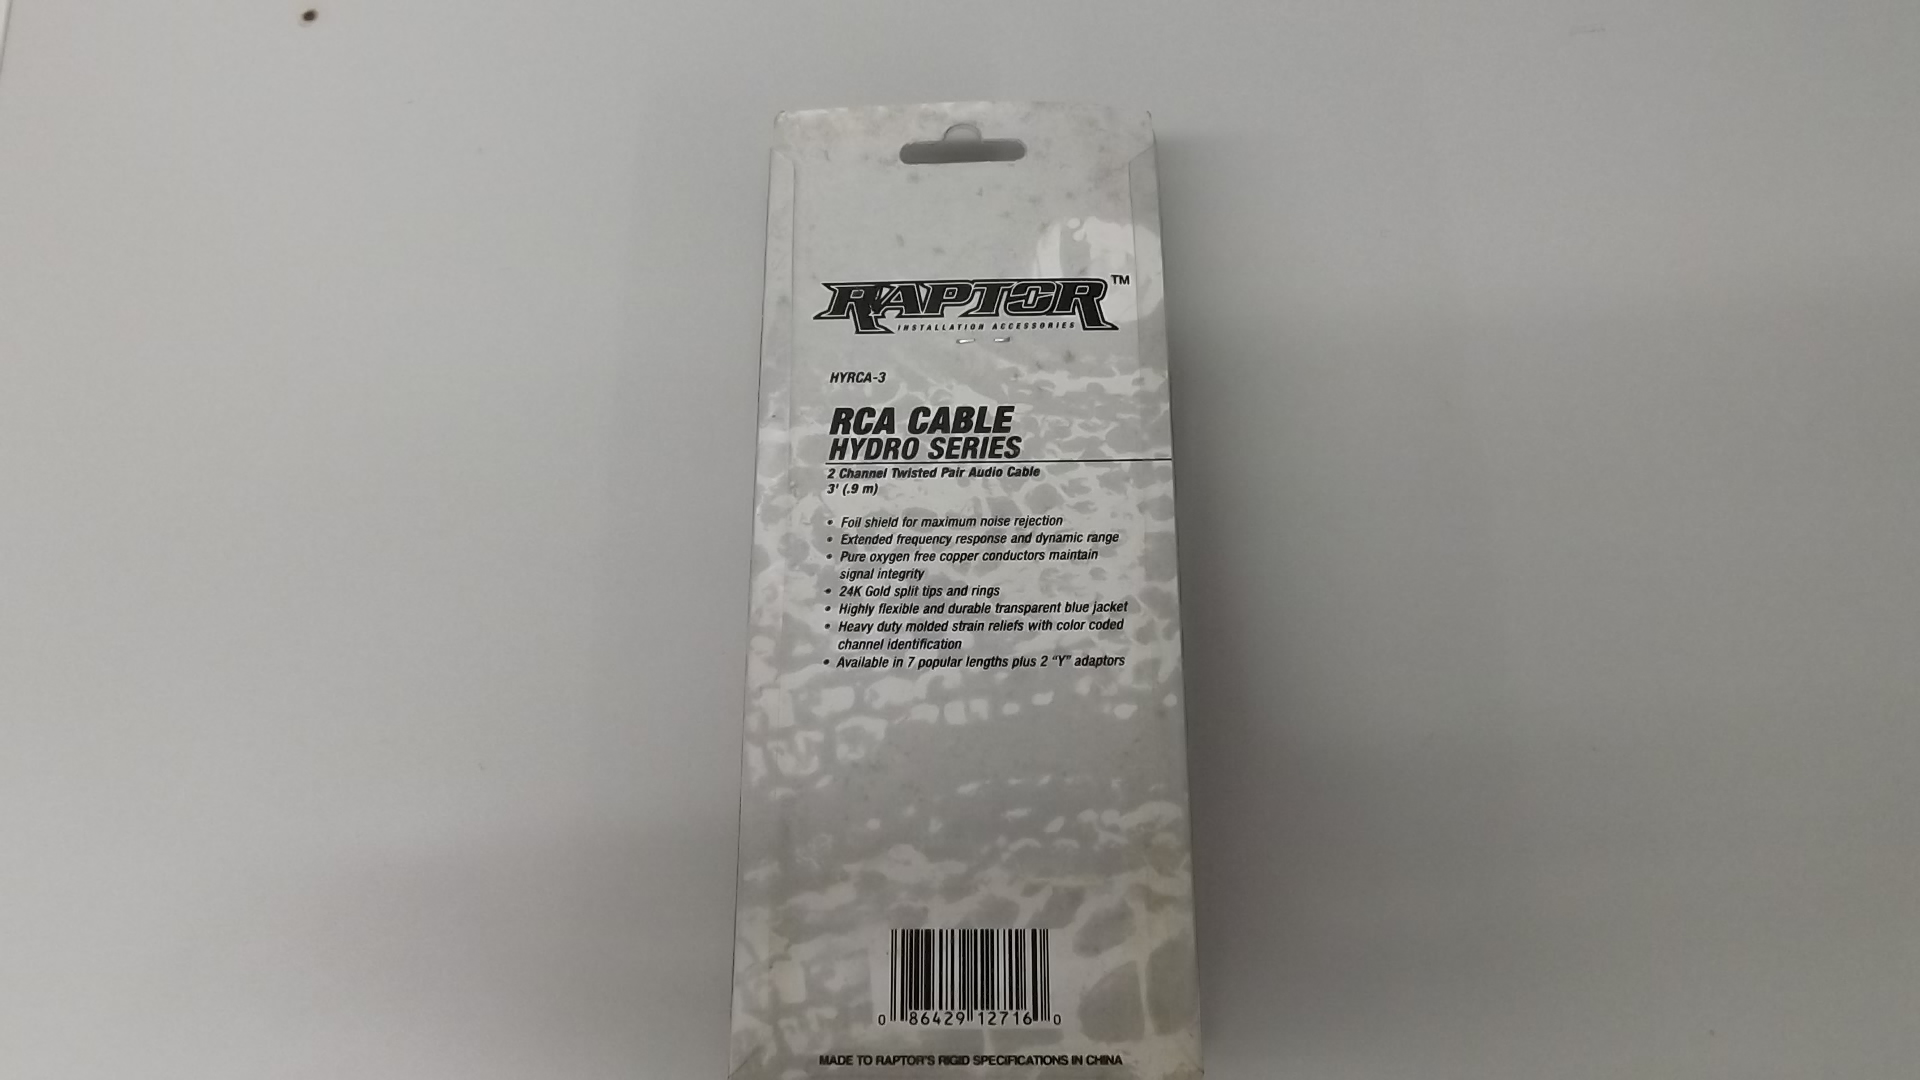 RAPTOR™
INSTALLATION ACCESSORIES
HYRCA-3
RCA CABLE
HYDRO SERIES
2 Channel Twisted Pair Audio Cable
3' (.9 m)
• Foil shield for maximum noise rejection
• Extended frequency response and dynamic range
• Pure oxygen free copper conductors maintain
signal integrity
• 24K Gold split tips and rings
• Highly flexible and durable transparent blue jacket
• Heavy duty molded strain reliefs with color coded
channel identification
• Available in 7 popular lengths plus 2 "Y" adaptors
0 86429 12716 0
MADE TO RAPTOR'S RIGID SPECIFICATIONS IN CHINA